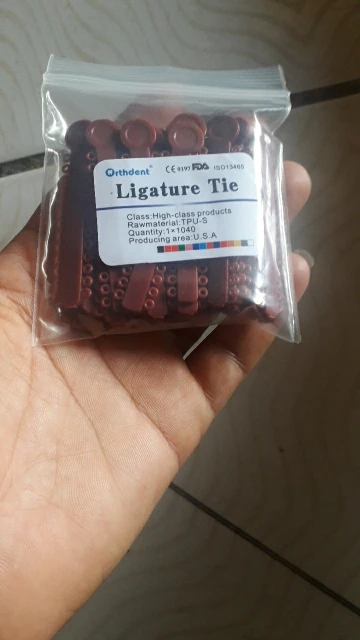 Orthdent CE 0197 FDA ISO13485
Ligature Tie
Class:High-class products
Rawmaterial:TPU-S
Quantity:1×1040
Producing area:U.S.A